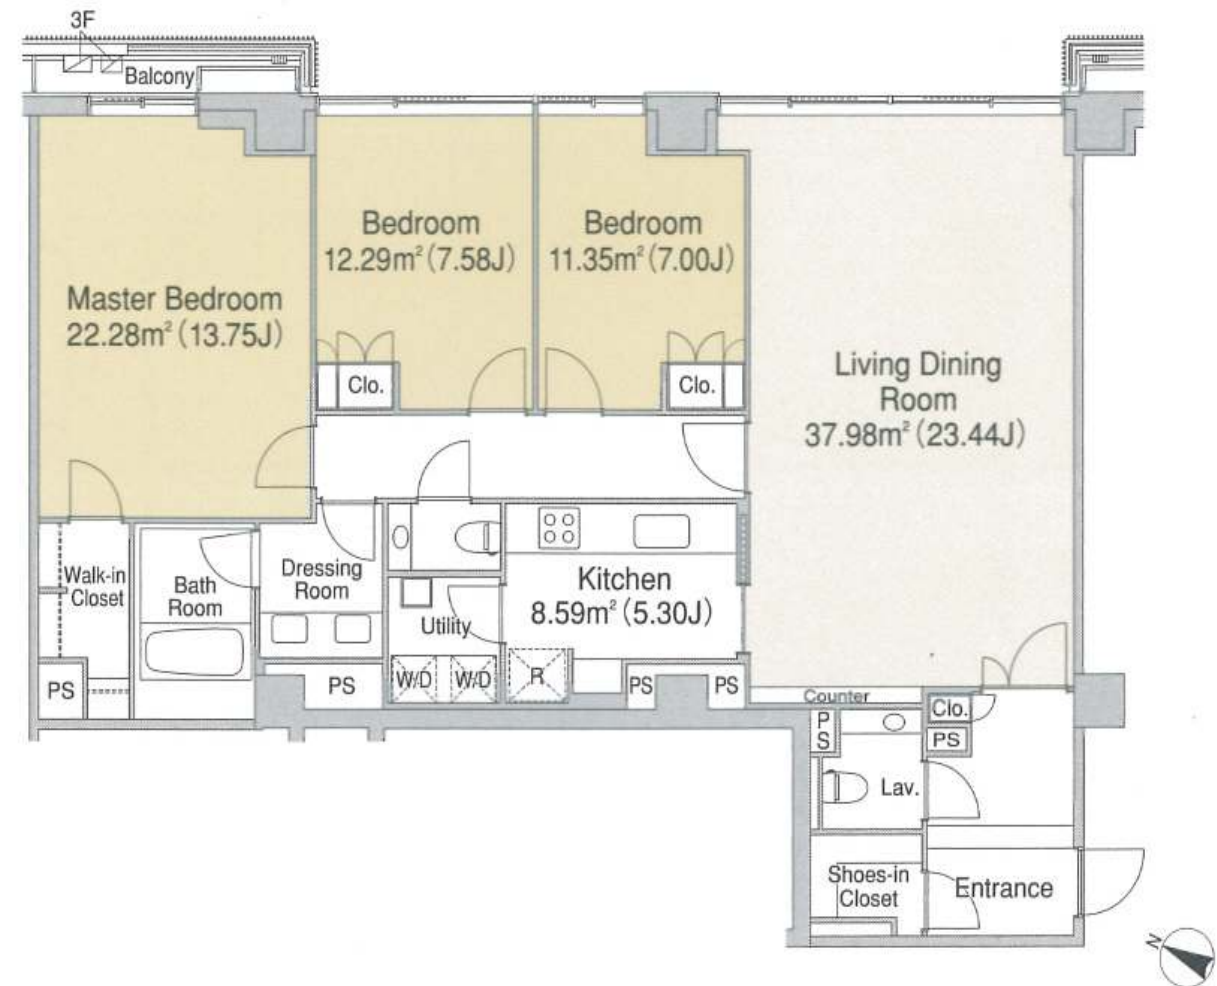 3F
Balcony
Bedroom
12.29m²(7.58J)
Bedroom
11.35m²(7.00J)
Master Bedroom
22.28m²(13.75J)
Living Dining
Room
37.98m²(23.44J)
Clo.
Clo.
Walk-in
Closet
Bath
Room
Dressing
Room
Kitchen
8.59m²(5.30J)
Utility
PS
PS
W/D
W/D
R
PS
PS
Counter
Clo.
P
S
PS
Lav.
Shoes-in
Closet
Entrance
N